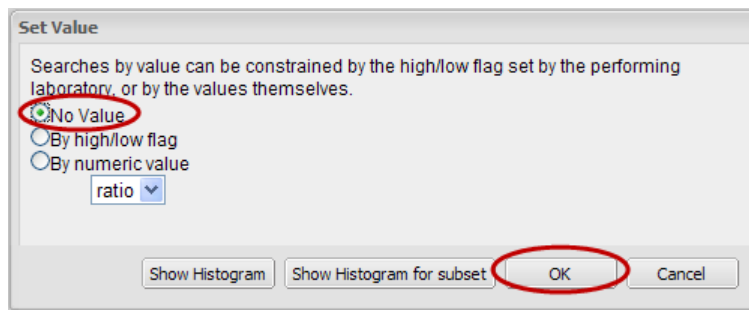 Set Value
Searches by value can be constrained by the high/low flag set by the performing
laboratory, or by the values themselves.
No Value
By high/low flag
By numeric value
ratio
Show Histogram Show Histogram for subset OK Cancel